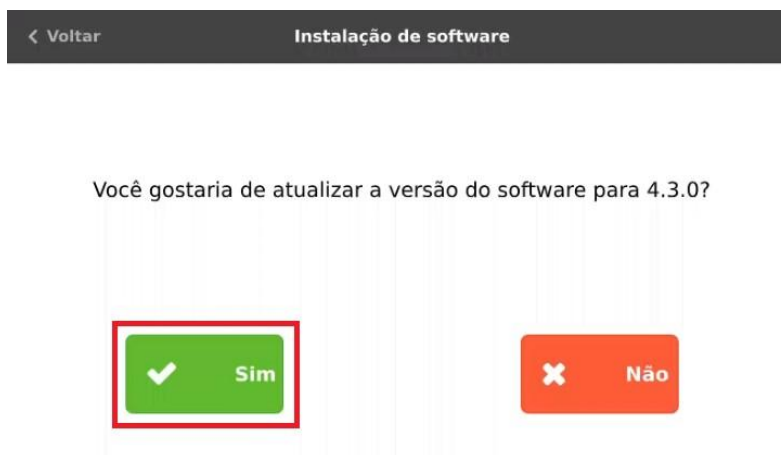 Voltar
Instalação de software
Você gostaria de atualizar a versão do software para 4.3.0?
Sim
Não